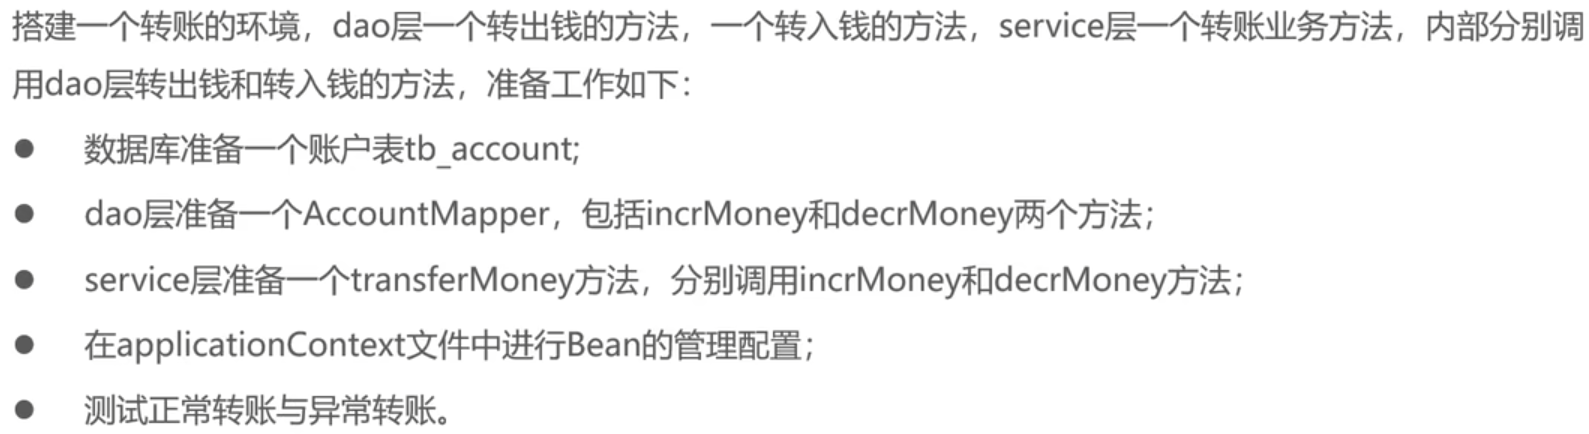 搭建一个转账的环境，dao层一个转出钱的方法，一个转入钱的方法，service层一个转账业务方法，内部分别调
用dao层转出钱和转入钱的方法，准备工作如下：
● 数据库准备一个账户表tb_account;
● dao层准备一个AccountMapper，包括incrMoney和decrMoney两个方法；
● service层准备一个transferMoney方法，分别调用incrMoney和decrMoney方法；
● 在applicationContext文件中进行Bean的管理配置；
● 测试正常转账与异常转账。